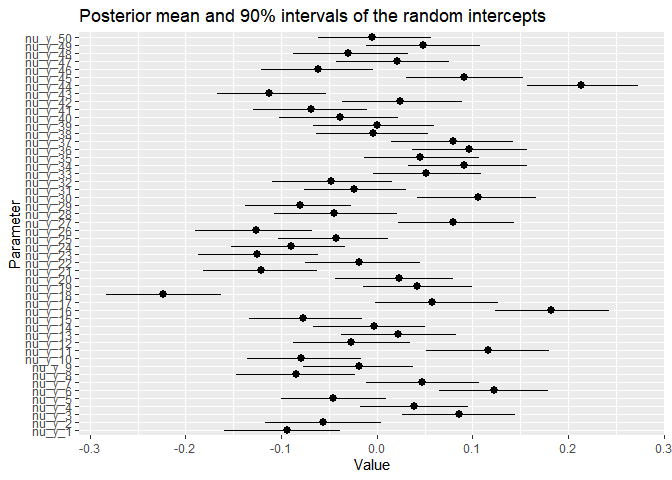 Posterior mean and 90% intervals of the random intercepts
Parameter
nu_y_50
nu_y_49
nu_y_48
nu_y_47
nu_y_46
nu_y_45
nu_y_44
nu_y_43
nu_y_42
nu_y_41
nu_y_40
nu_y_39
nu_y_38
nu_y_37
nu_y_36
nu_y_35
nu_y_34
nu_y_33
nu_y_32
nu_y_31
nu_y_30
nu_y_29
nu_y_28
nu_y_27
nu_y_26
nu_y_25
nu_y_24
nu_y_23
nu_y_22
nu_y_21
nu_y_20
nu_y_19
nu_y_18
nu_y_17
nu_y_16
nu_y_15
nu_y_14
nu_y_13
nu_y_12
nu_y_11
nu_y_10
nu_y_9
nu_y_8
nu_y_7
nu_y_6
nu_y_5
nu_y_4
nu_y_3
nu_y_2
nu_y_1
-0.3 -0.2 -0.1 0.0 0.1 0.2 0.3
Value